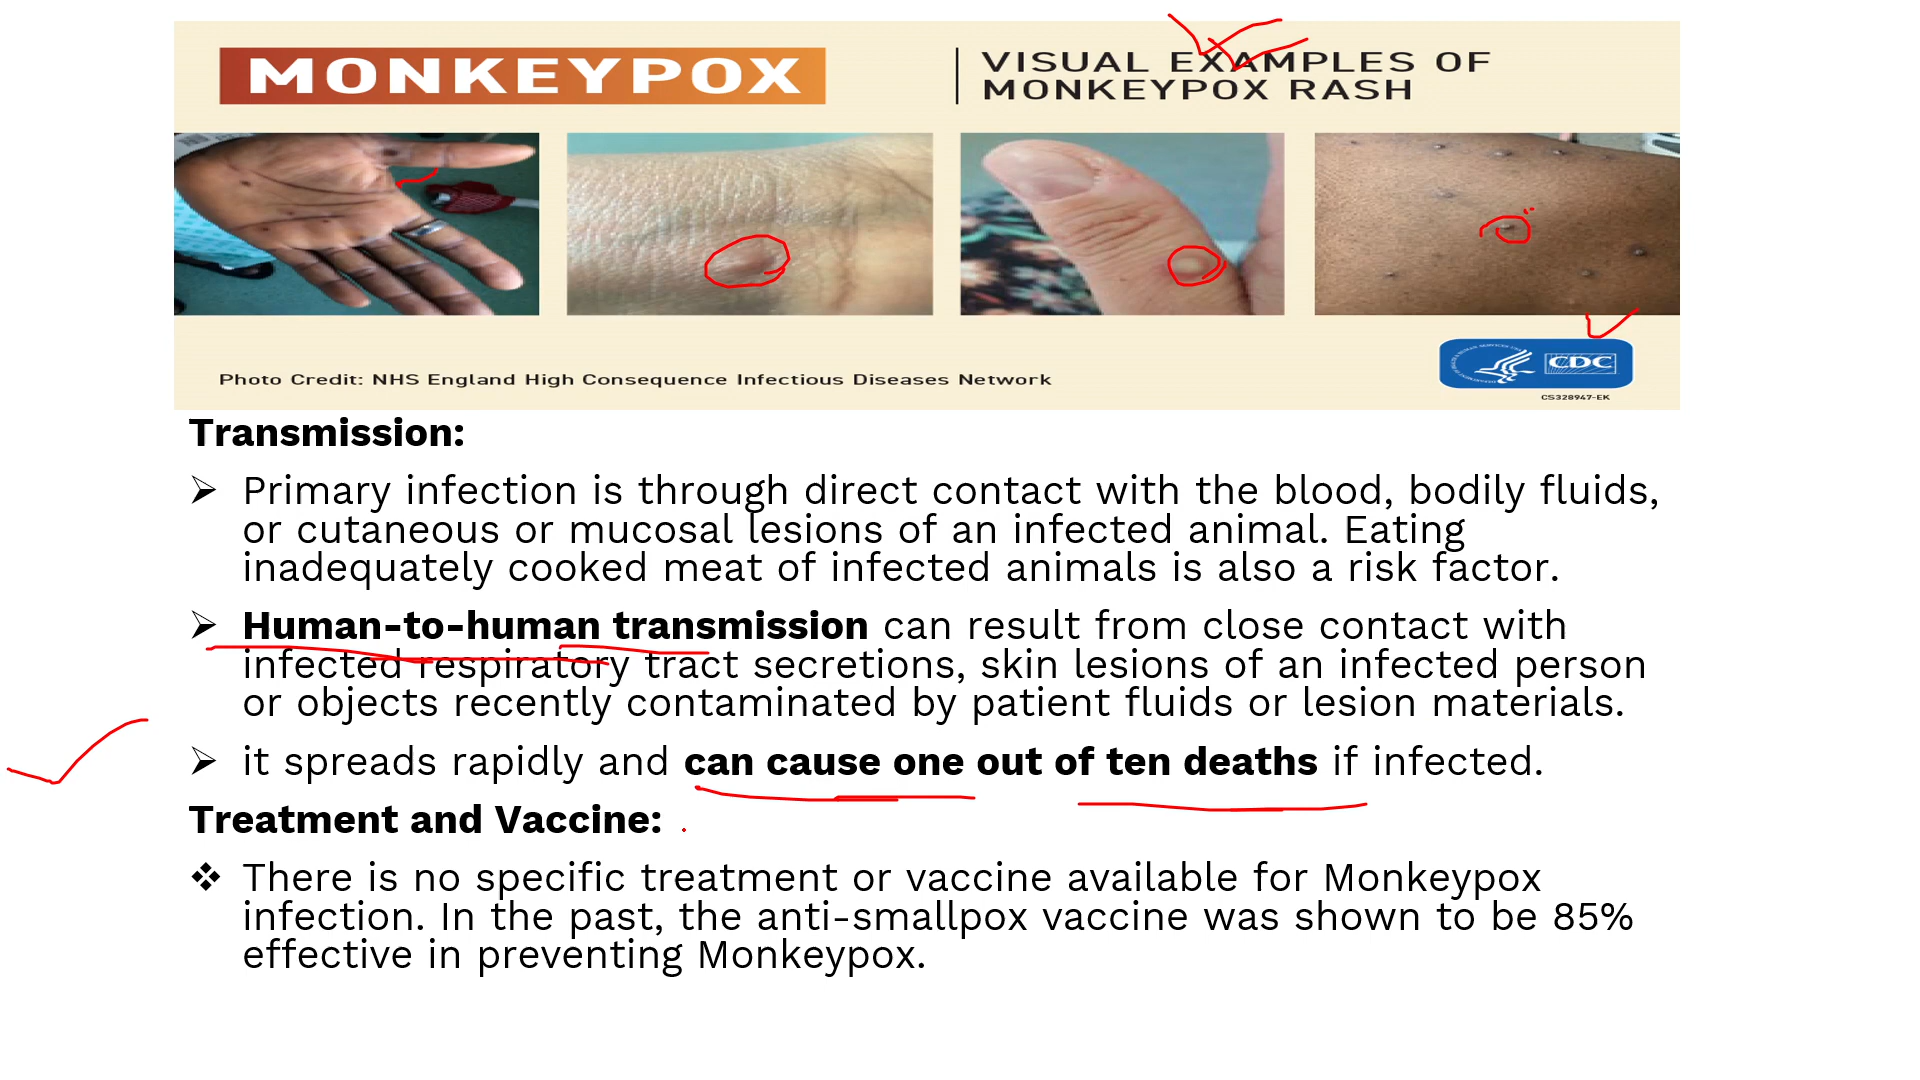 MONKEYPOX
VISUAL EXAMPLES OF
MONKEYPOX RASH
Photo Credit: NHS England High Consequence Infectious Diseases Network
CDC
CS328947-EK
Transmission:
➢ Primary infection is through direct contact with the blood, bodily fluids,
or cutaneous or mucosal lesions of an infected animal. Eating
inadequately cooked meat of infected animals is also a risk factor.
➢ Human-to-human transmission can result from close contact with
infected respiratory tract secretions, skin lesions of an infected person
or objects recently contaminated by patient fluids or lesion materials.
➢ it spreads rapidly and can cause one out of ten deaths if infected.
Treatment and Vaccine:
❖ There is no specific treatment or vaccine available for Monkeypox
infection. In the past, the anti-smallpox vaccine was shown to be 85%
effective in preventing Monkeypox.